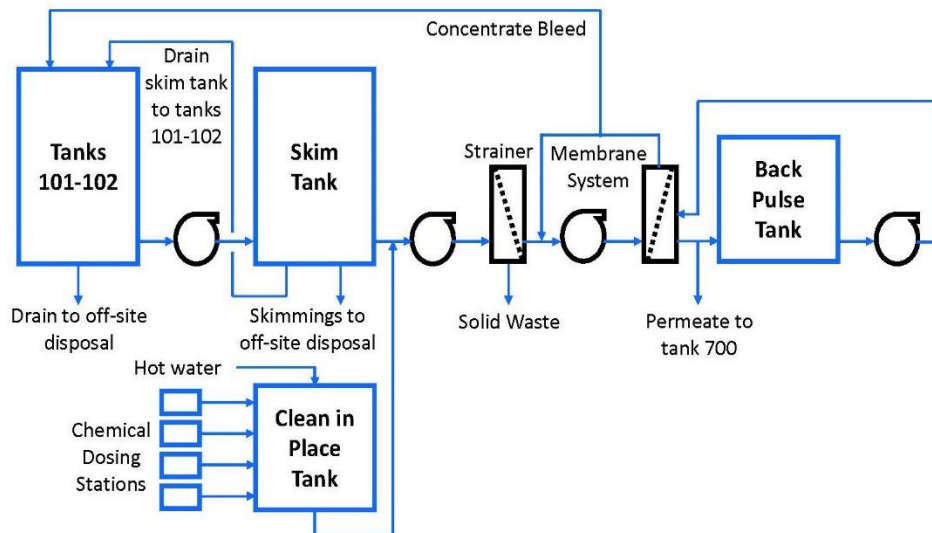 Concentrate Bleed
Drain
skim tank
to tanks
101-102
Tanks
101-102
Skim
Tank
Strainer
Membrane
System
Back
Pulse
Tank
Drain to off-site
disposal
Skimmings to
off-site disposal
Solid Waste
Permeate to
tank 700
Hot water
Chemical
Dosing
Stations
Clean in
Place
Tank